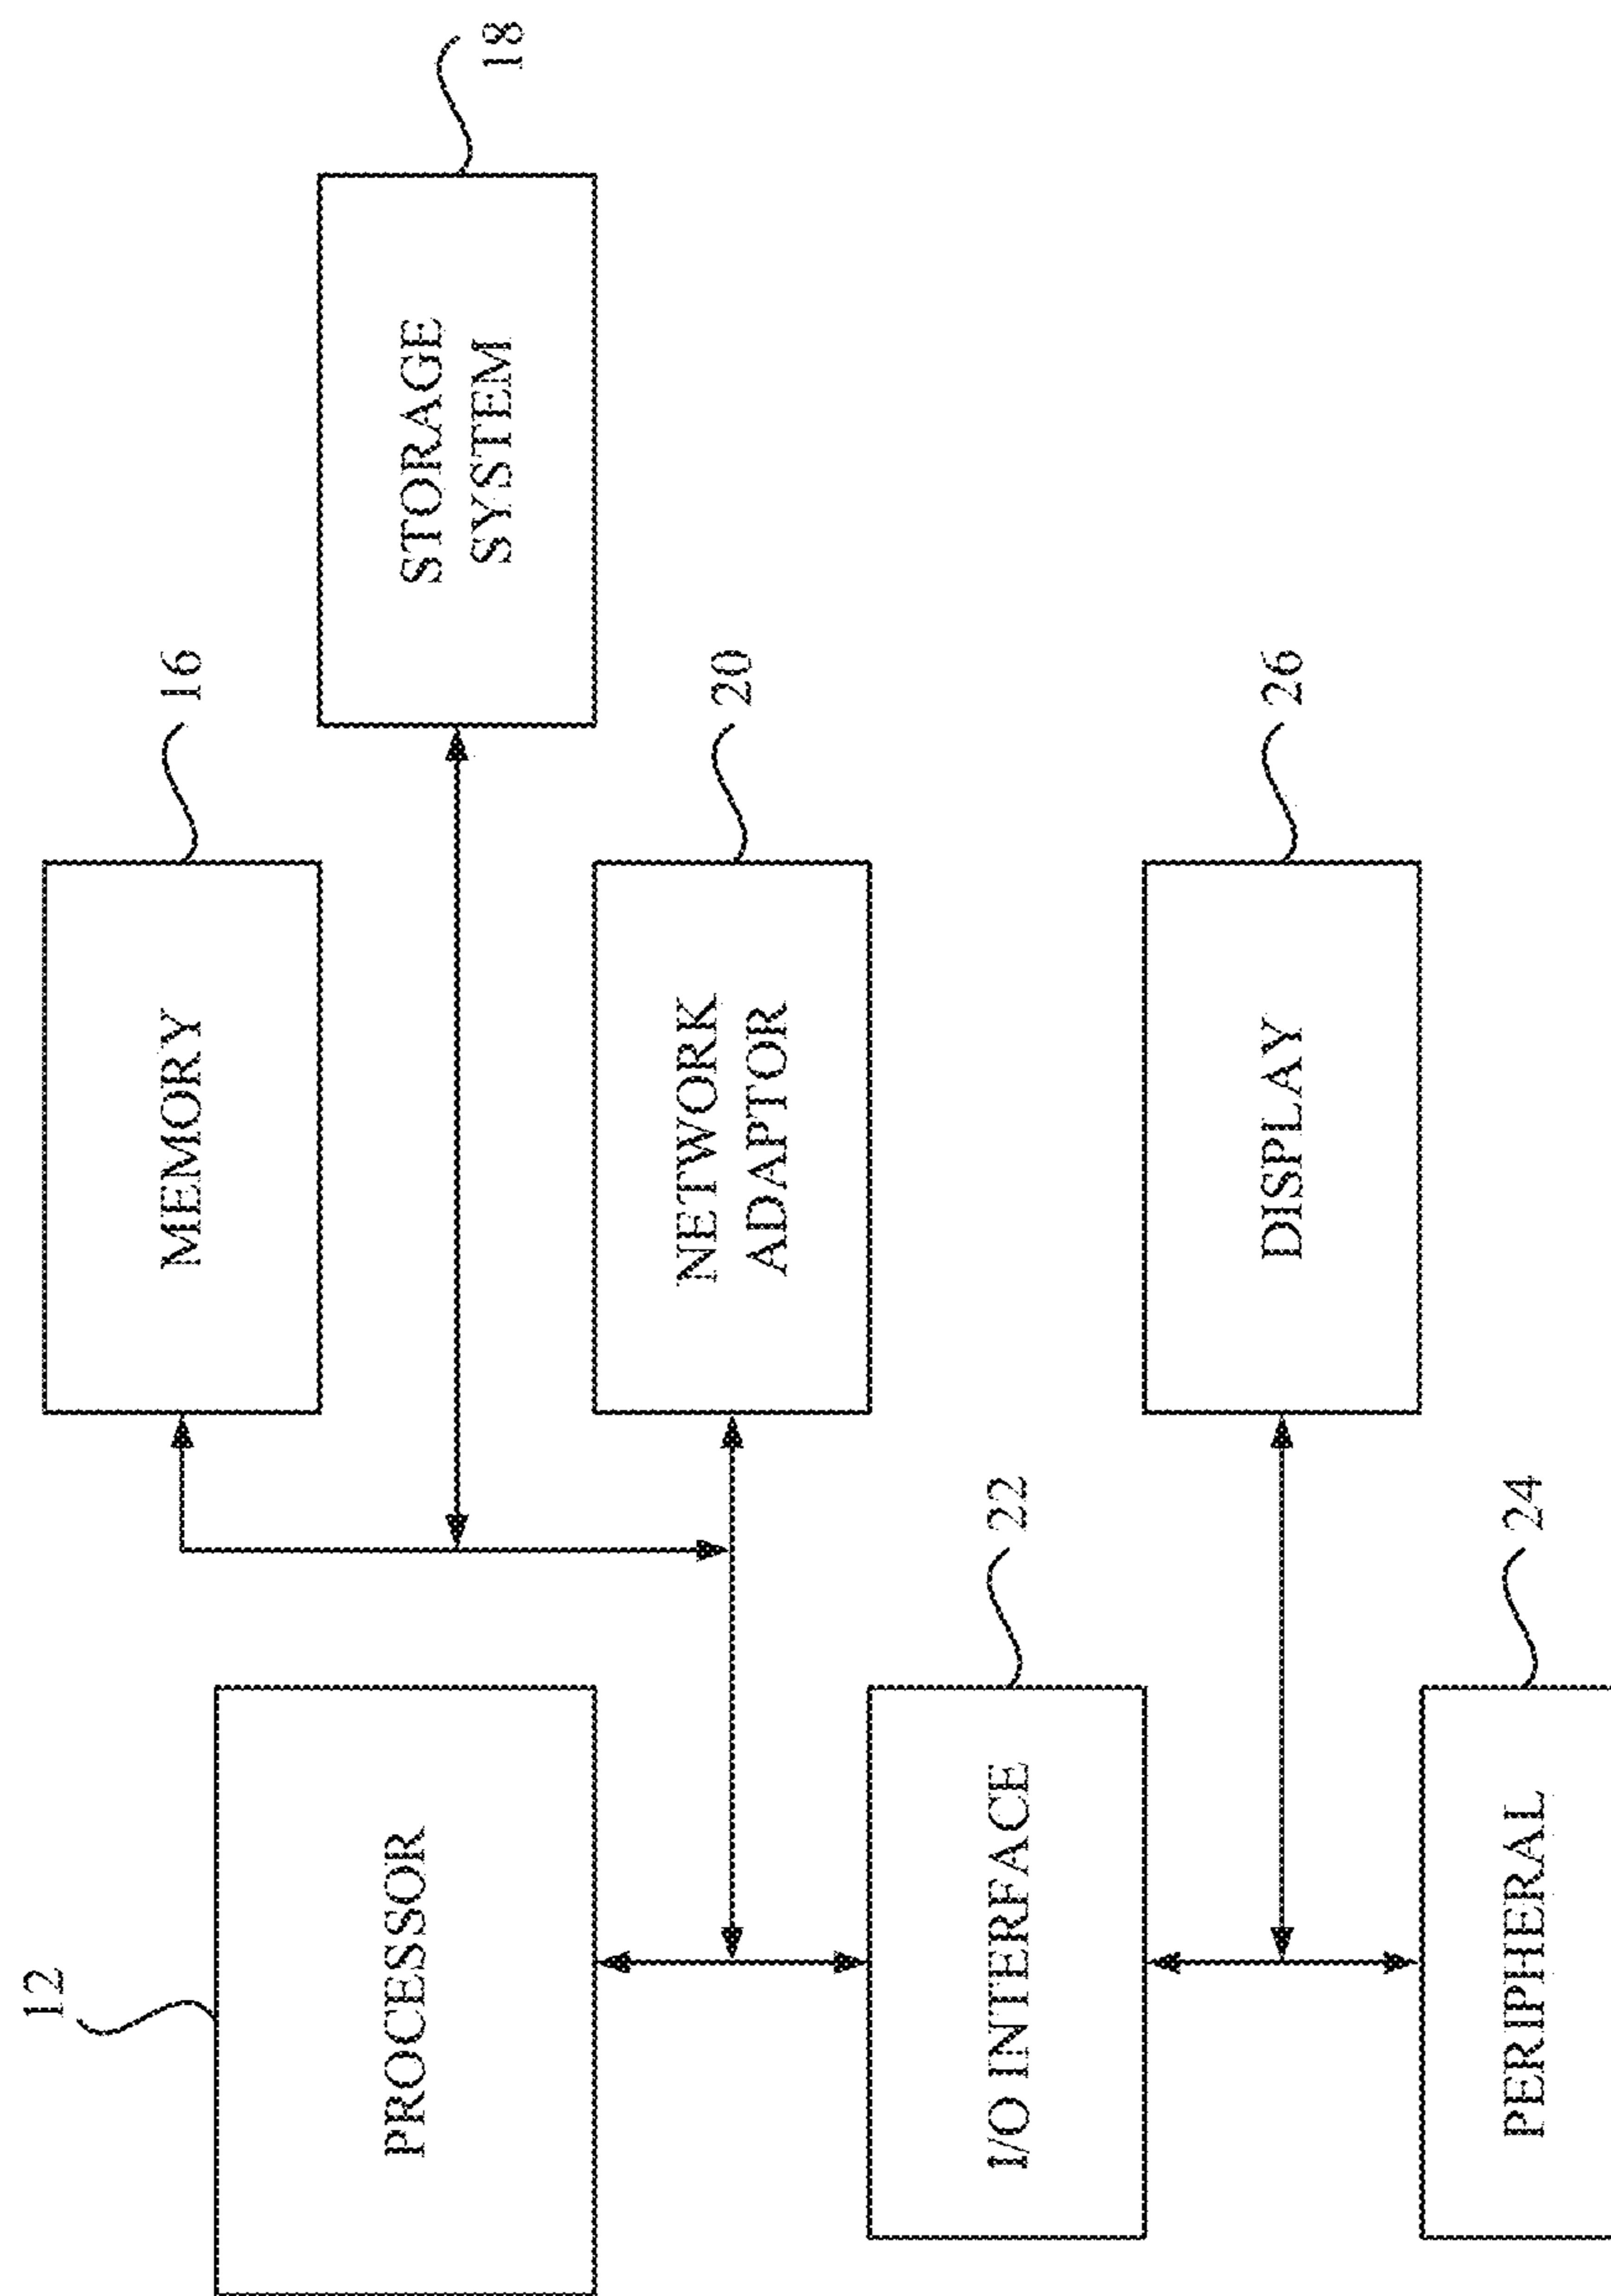 12
PROCESSOR
MEMORY
16
STORAGE
SYSTEM
18
NETWORK
ADAPTOR
20
I/O INTERFACE
22
DISPLAY
26
PERIPHERAL
24